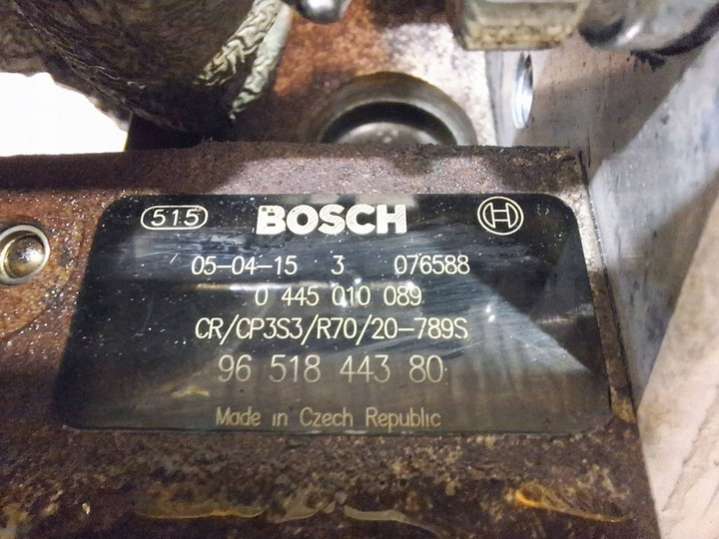 515 BOSCH
05-04-15 3 076588
0 445 010 089
CR/CP3S3/R70/20-789S
96 518 443 80
Made in Czech Republic